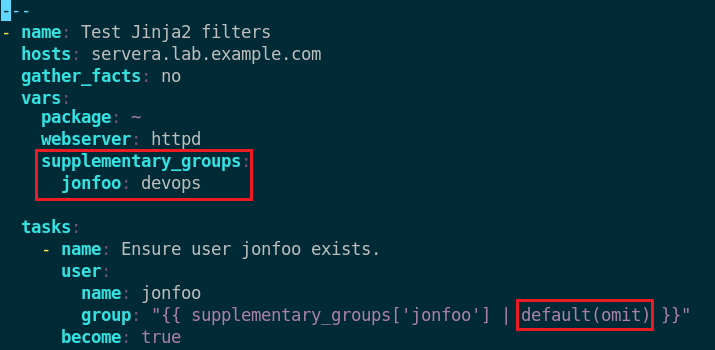 ---
- name: Test Jinja2 filters
  hosts: servera.lab.example.com
  gather_facts: no
  vars:
    package: ~
    webserver: httpd
    supplementary_groups:
      jonfoo: devops

  tasks:
    - name: Ensure user jonfoo exists.
      user:
        name: jonfoo
        group: "{{ supplementary_groups['jonfoo'] | default(omit) }}"
      become: true